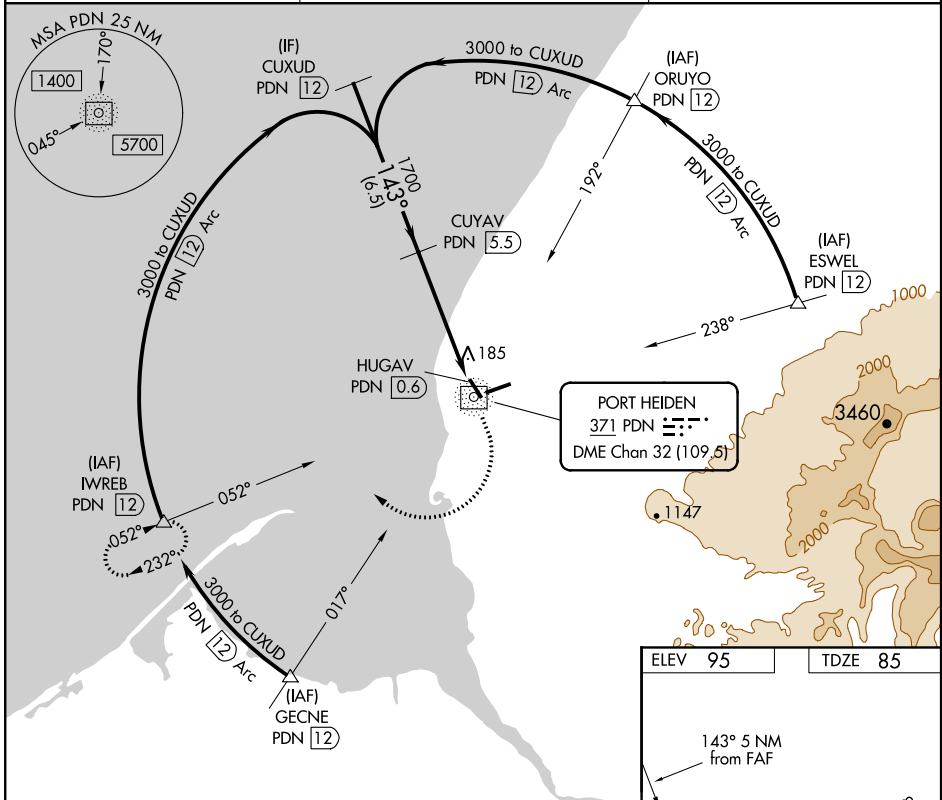 MSA PDN 25 NM
170°
1400
045°
5700
(IF)
CUXUD
PDN 12
3000 to CUXUD
PDN 12 Arc
(IAF)
ORUYO
PDN 12
192°
3000 to CUXUD
PDN 12 Arc
(IAF)
ESWEL
PDN 12
238°
1700
143°
(6.5)
CUYAV
PDN 5.5
3000 to CUXUD
PDN 12 Arc
185
HUGAV
PDN 0.6
PORT HEIDEN
371 PDN
DME Chan 32 (109.5)
1000
2000
3460
1147
2000
(IAF)
IWREB
PDN 12
052°
052°
232°
3000 to CUXUD
PDN 12 Arc
017°
(IAF)
GECNE
PDN 12
ELEV 95
TDZE 85
143° 5 NM
from FAF